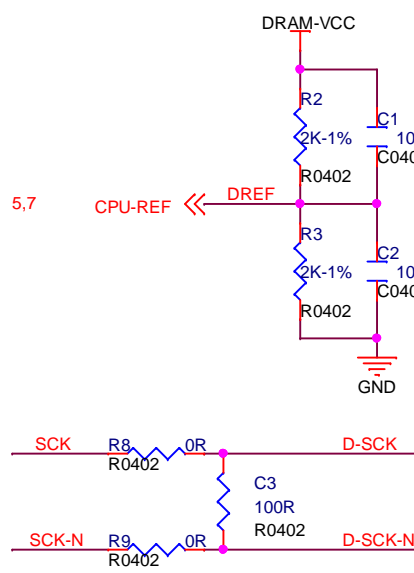 DRAM-VCC
R2
C1
2K-1%
10
R0402
C040
5,7
CPU-REF
DREF
R3
C2
2K-1%
10
R0402
C040
GND
SCK
R8
0R
D-SCK
R0402
C3
100R
R0402
SCK-N
R9
0R
D-SCK-N
R0402